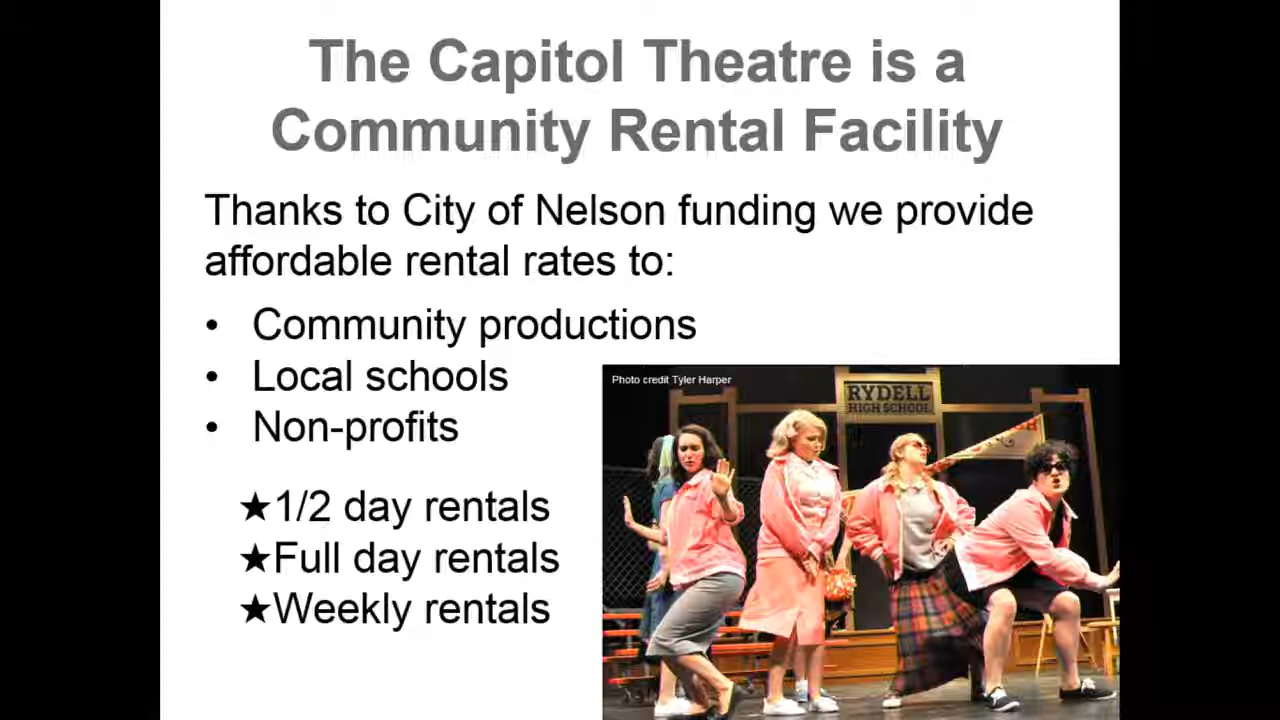 The Capitol Theatre is a
Community Rental Facility
Thanks to City of Nelson funding we provide
affordable rental rates to:
• Community productions
• Local schools
• Non-profits
★1/2 day rentals
★Full day rentals
★Weekly rentals
Photo credit Tyler Harper
RYDELL
HIGH SCHOOL